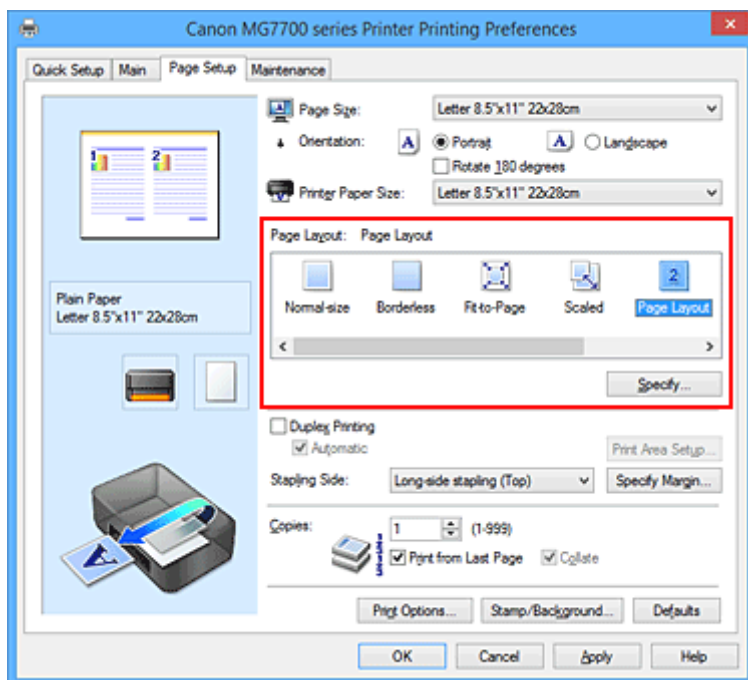 Canon MG7700 series Printer Printing Preferences
Quick Setup Main Page Setup Maintenance
1 2
Plain Paper
Letter 8.5"x11" 22x28cm
Page Size: Letter 8.5"x11" 22x28cm
Orientation: A Portrait A Landscape
Rotate 180 degrees
Printer Paper Size: Letter 8.5"x11" 22x28cm
Page Layout: Page Layout
2
Normal-size Borderless Fit-to-Page Scaled Page Layout
Specify...
Duplex Printing
Automatic
Print Area Setup...
Stapling Side: Long-side stapling (Top) Specify Margin...
Copies: 1 (1-999)
Print from Last Page Collate
A
Print Options... Stamp/Background... Defaults
OK Cancel Apply Help